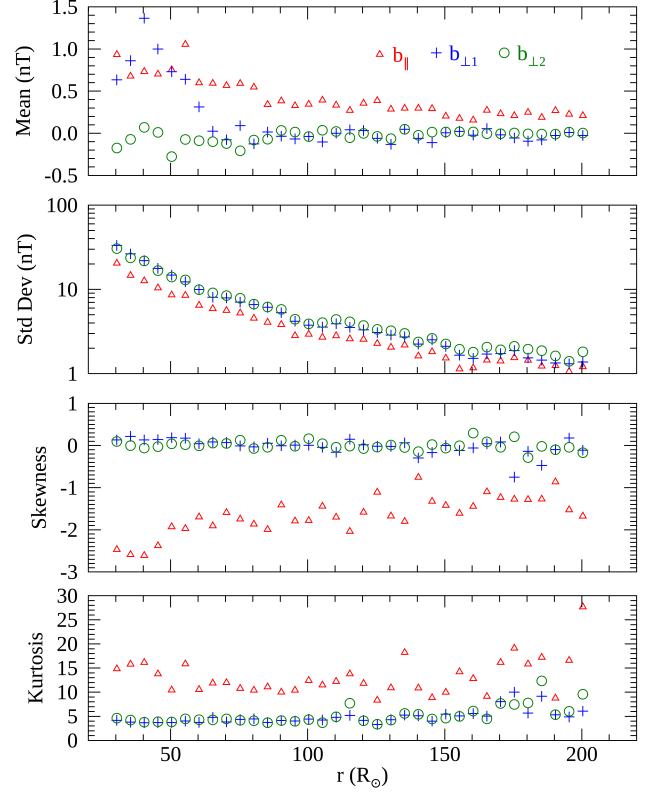 1.5
1.0
0.5
0.0
-0.5
Mean (nT)
b∥ b⊥1 b⊥2
100
10
1
Std Dev (nT)
1
0
-1
-2
-3
Skewness
30
25
20
15
10
5
0
Kurtosis
50 100 150 200
r (R⊙)